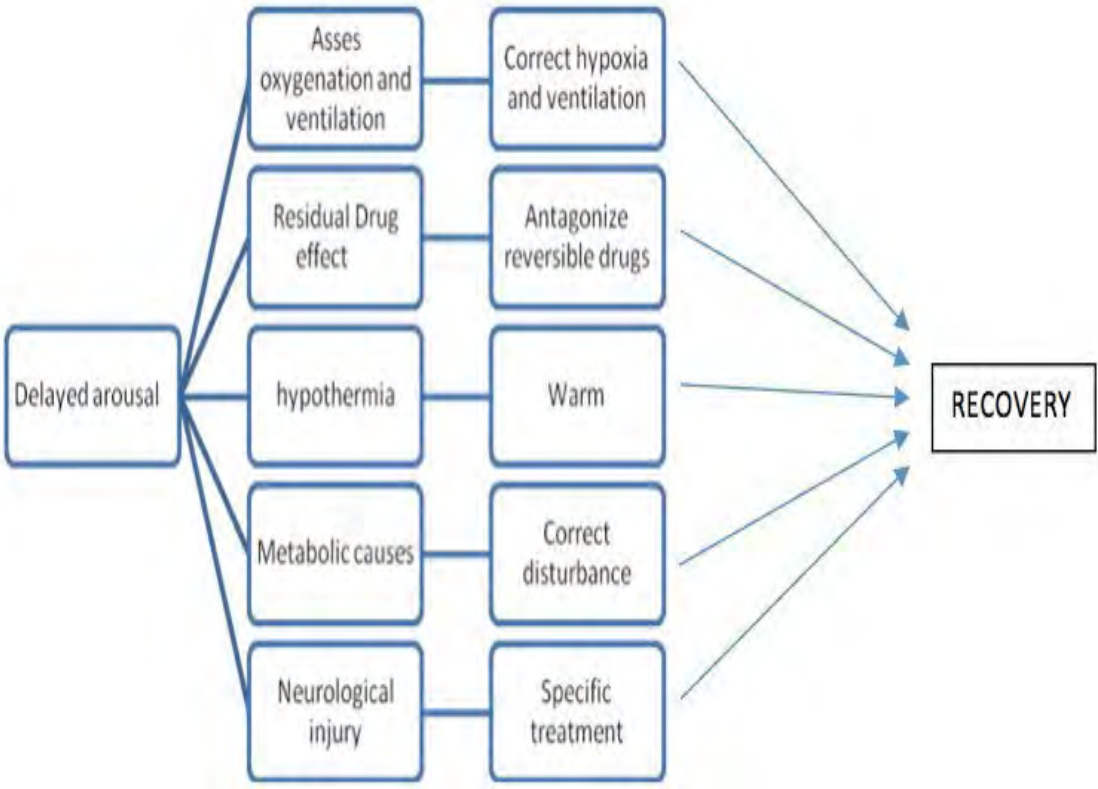 Asses
oxygenation and
ventilation
Correct hypoxia
and ventilation
Residual Drug
effect
Antagonize
reversible drugs
Delayed arousal
hypothermia
Warm
RECOVERY
Metabolic causes
Correct
disturbance
Neurological
injury
Specific
treatment